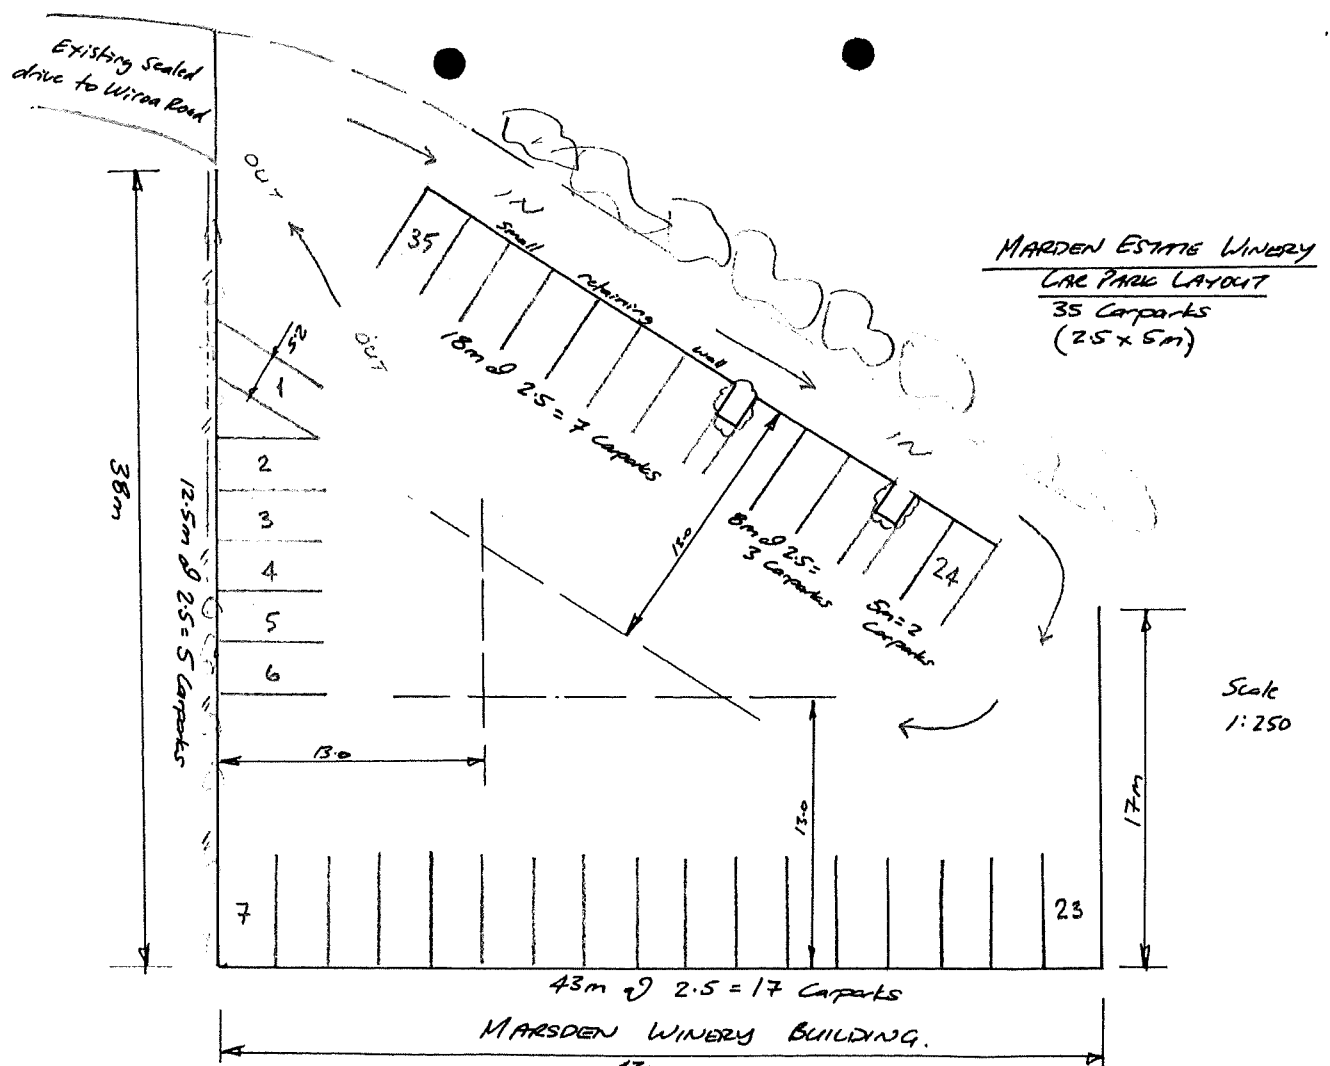 Existing Sealed
drive to Wiroa Road
OUT
IN
MARDEN ESTATE WINERY
CAR PARK LAYOUT
35 Carparks
(2.5 x 5m)
35
small
retaining
wall
OUT
2.5
1
18m @ 2.5 = 7 Carparks
IN
38m
12.5m @ 2.5 = 5 Carparks
2
3
4
5
6
13.0
8m @ 2.5 =
3 Carparks
24
5m = 2
Carparks
Scale
1:250
13.0
13.0
17m
7
23
43m @ 2.5 = 17 Carparks
MARSDEN WINERY BUILDING.